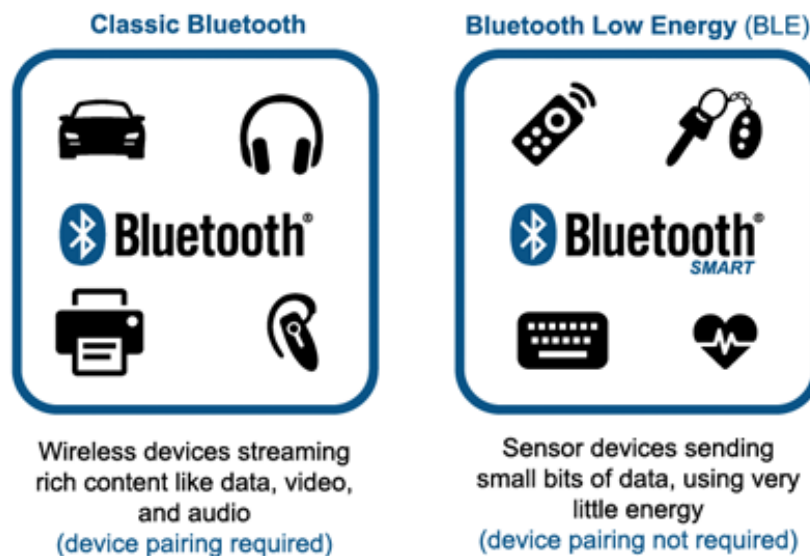 Classic Bluetooth
Bluetooth®
Wireless devices streaming
rich content like data, video,
and audio
(device pairing required)
Bluetooth Low Energy (BLE)
Bluetooth®
SMART
Sensor devices sending
small bits of data, using very
little energy
(device pairing not required)